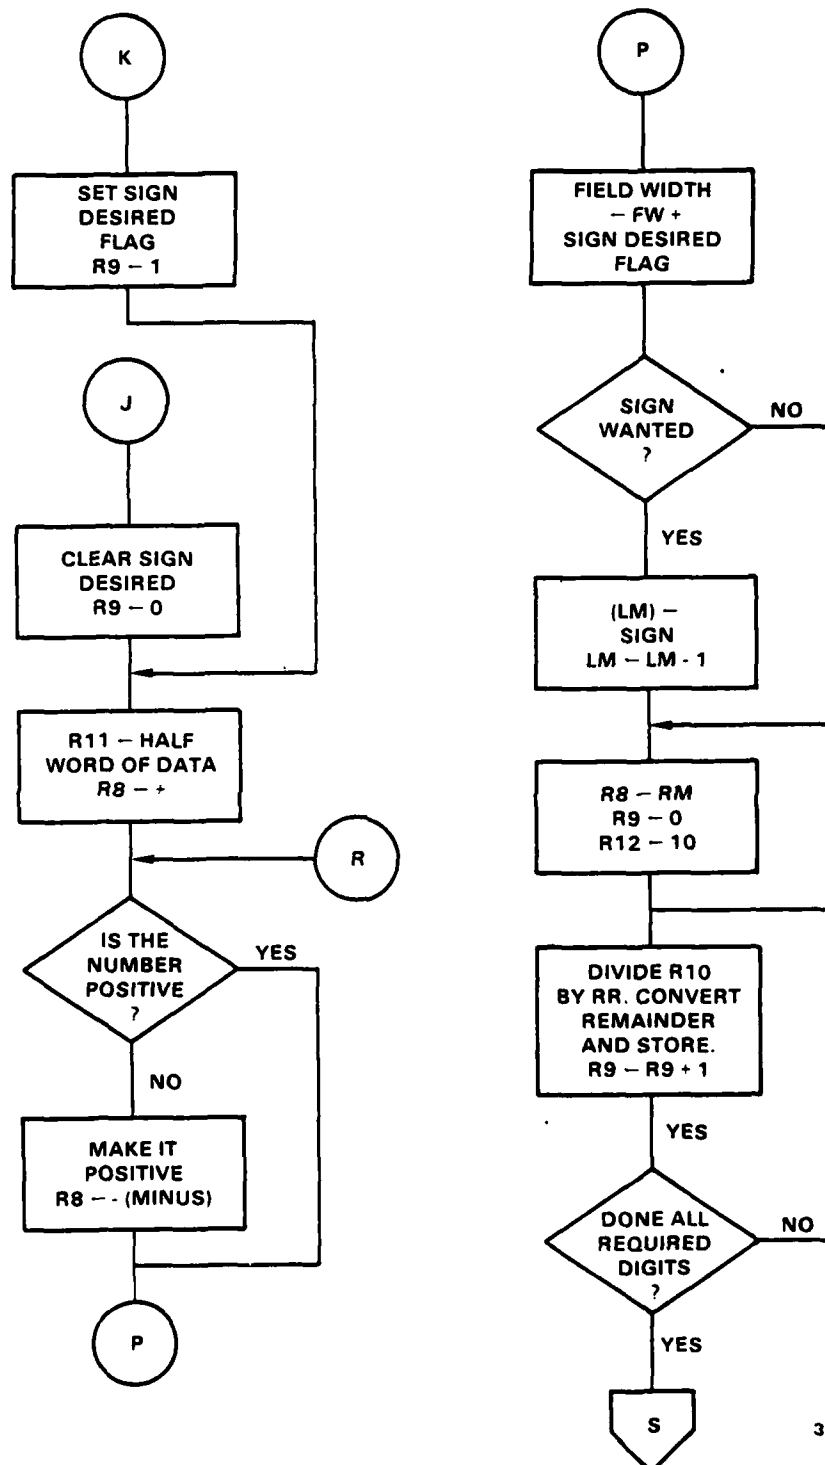 K
SET SIGN
DESIRED
FLAG
R9 – 1
J
CLEAR SIGN
DESIRED
R9 – 0
R11 – HALF
WORD OF DATA
R8 – +
R
IS THE
NUMBER
POSITIVE
?
YES
NO
MAKE IT
POSITIVE
R8 – - (MINUS)
P
P
FIELD WIDTH
– FW +
SIGN DESIRED
FLAG
SIGN
WANTED
?
NO
YES
(LM) –
SIGN
LM – LM - 1
R8 – RM
R9 – 0
R12 – 10
DIVIDE R10
BY RR. CONVERT
REMAINDER
AND STORE.
R9 – R9 + 1
YES
DONE ALL
REQUIRED
DIGITS
?
NO
YES
S
3